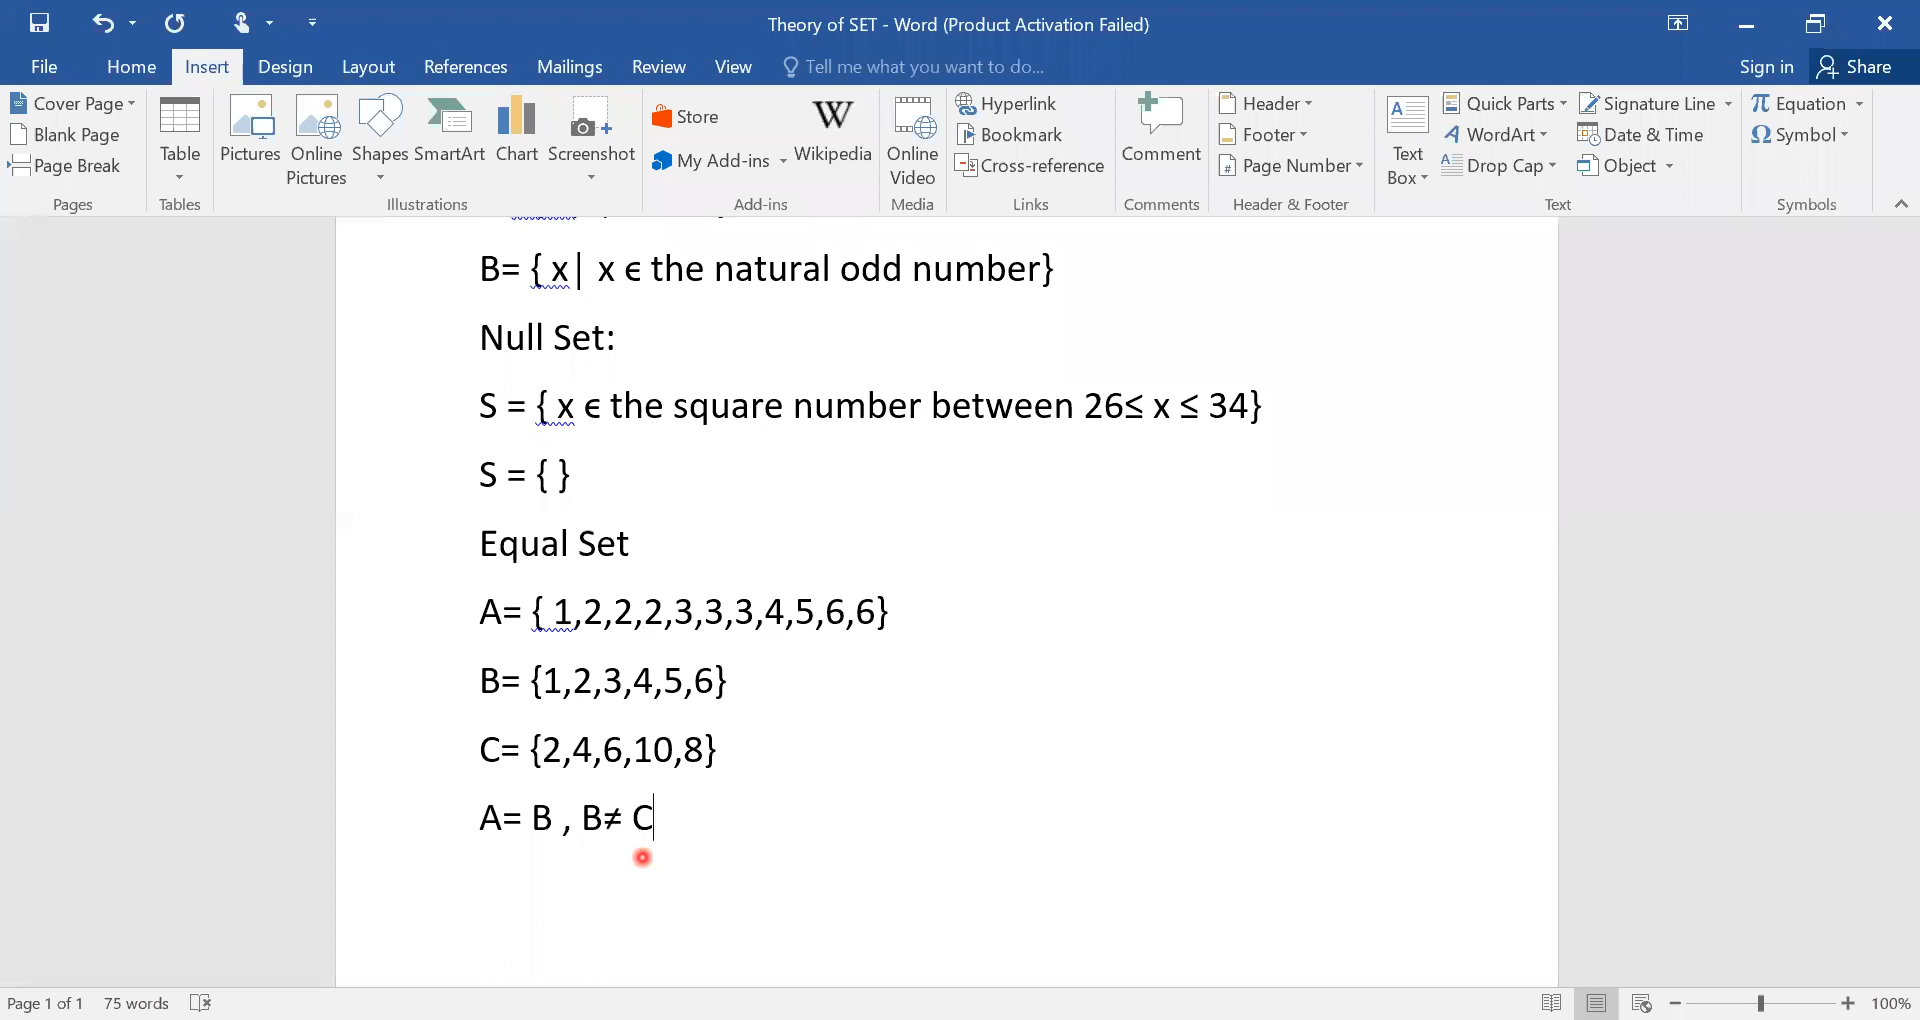 Theory of SET - Word (Product Activation Failed)
File Home Insert Design Layout References Mailings Review View Tell me what you want to do... Sign in Share
Cover Page
Blank Page
Page Break
Pages
Table
Tables
Pictures
Online Pictures
Shapes
SmartArt
Chart
Screenshot
Illustrations
Store
My Add-ins
Wikipedia
Add-ins
Online Video
Media
Hyperlink
Bookmark
Cross-reference
Links
Comment
Comments
Header
Footer
Page Number
Header & Footer
Text Box
Quick Parts
WordArt
Drop Cap
Signature Line
Date & Time
Object
Text
Equation
Symbol
Symbols
B= { x| x ϵ the natural odd number}
Null Set:
S = { x ϵ the square number between 26≤ x ≤ 34}
S = { }
Equal Set
A= { 1,2,2,2,3,3,3,4,5,6,6}
B= {1,2,3,4,5,6}
C= {2,4,6,10,8}
A= B , B≠ C
Page 1 of 1 75 words 100%